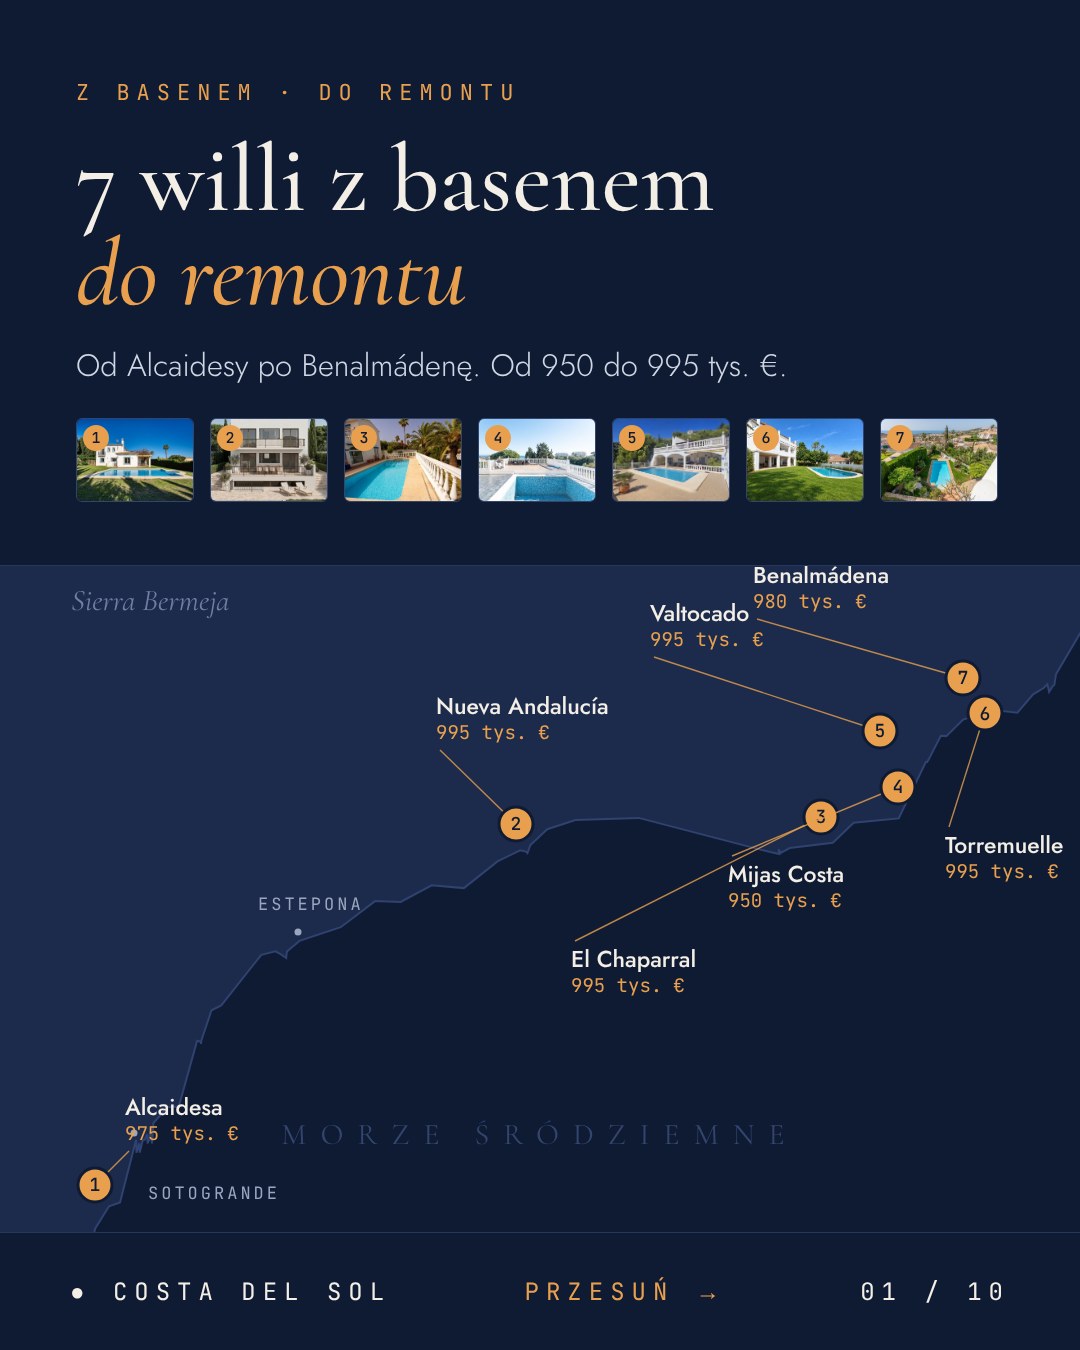 Z BASENEM · DO REMONTU
7 willi z basenem
do remontu
Od Alcaidesy po Benalmádenę. Od 950 do 995 tys. €.
1 2 3 4 5 6 7
Sierra Bermeja
Benalmádena
980 tys. €
Valtocado
995 tys. €
7
6
Nueva Andalucía
995 tys. €
5
4
3
2
Torremuelle
995 tys. €
Mijas Costa
950 tys. €
ESTEPONA
El Chaparral
995 tys. €
Alcaidesa
975 tys. €
MORZE ŚRÓDZIEMNE
1
SOTOGRANDE
● COSTA DEL SOL
PRZESUŃ →
01 / 10